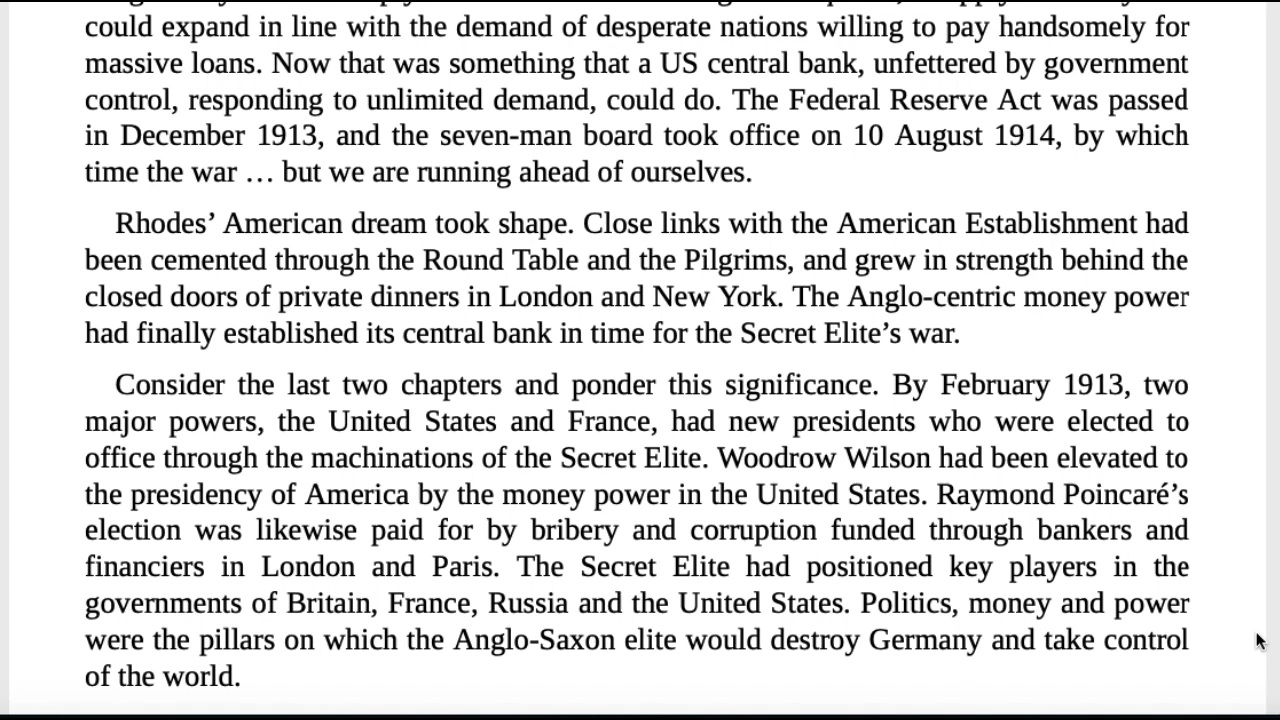 could expand in line with the demand of desperate nations willing to pay handsomely for
massive loans. Now that was something that a US central bank, unfettered by government
control, responding to unlimited demand, could do. The Federal Reserve Act was passed
in December 1913, and the seven-man board took office on 10 August 1914, by which
time the war … but we are running ahead of ourselves.
Rhodes’ American dream took shape. Close links with the American Establishment had
been cemented through the Round Table and the Pilgrims, and grew in strength behind the
closed doors of private dinners in London and New York. The Anglo-centric money power
had finally established its central bank in time for the Secret Elite’s war.
Consider the last two chapters and ponder this significance. By February 1913, two
major powers, the United States and France, had new presidents who were elected to
office through the machinations of the Secret Elite. Woodrow Wilson had been elevated to
the presidency of America by the money power in the United States. Raymond Poincaré’s
election was likewise paid for by bribery and corruption funded through bankers and
financiers in London and Paris. The Secret Elite had positioned key players in the
governments of Britain, France, Russia and the United States. Politics, money and power
were the pillars on which the Anglo-Saxon elite would destroy Germany and take control
of the world.